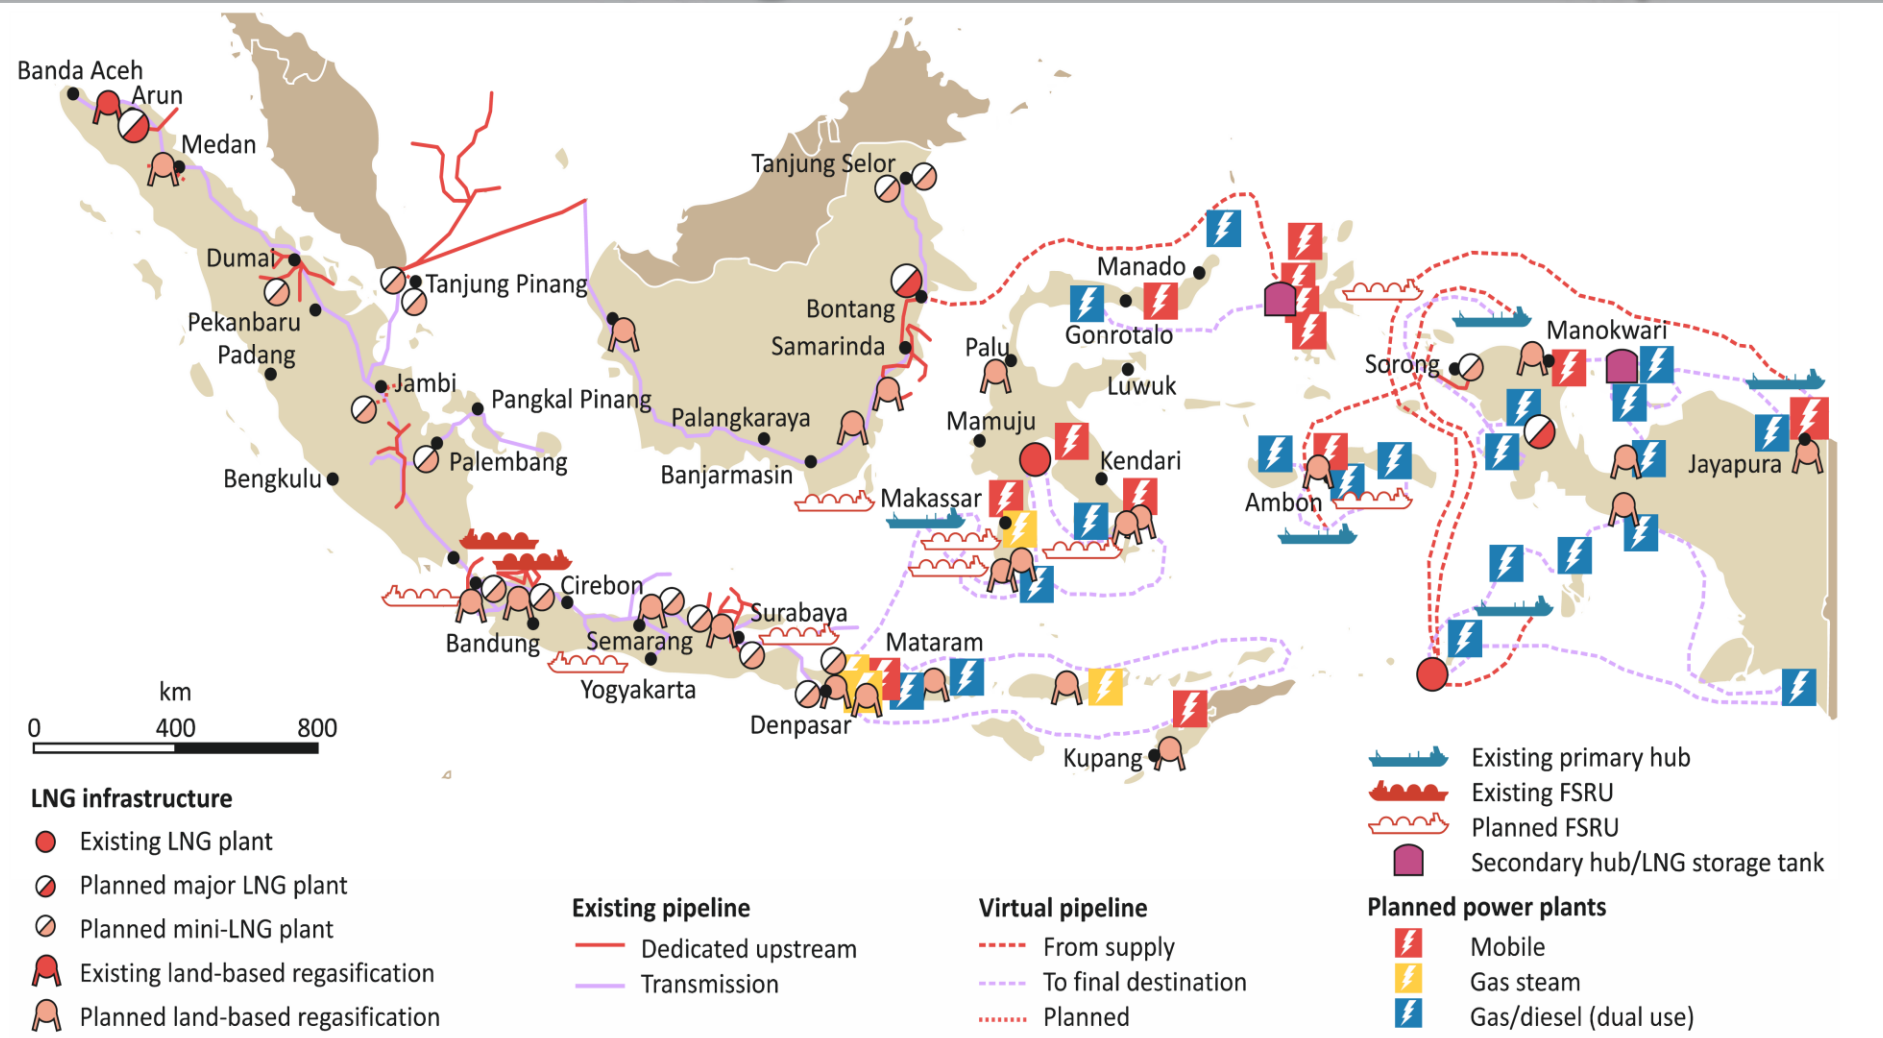 Banda Aceh
Arun
Medan
Tanjung Selor
Dumai
Tanjung Pinang
Manado
Bontang
Pekanbaru
Gonrotalo
Manokwari
Padang
Samarinda
Palu
Sorong
Jambi
Luwuk
Pangkal Pinang
Palangkaraya
Mamuju
Palembang
Banjarmasin
Kendari
Jayapura
Bengkulu
Makassar
Ambon
Cirebon
Surabaya
Bandung
Semarang
Mataram
Yogyakarta
Denpasar
Kupang
km
0 400 800
LNG infrastructure
Existing LNG plant
Planned major LNG plant
Planned mini-LNG plant
Existing land-based regasification
Planned land-based regasification
Existing pipeline
Dedicated upstream
Transmission
Virtual pipeline
From supply
To final destination
Planned
Existing primary hub
Existing FSRU
Planned FSRU
Secondary hub/LNG storage tank
Planned power plants
Mobile
Gas steam
Gas/diesel (dual use)